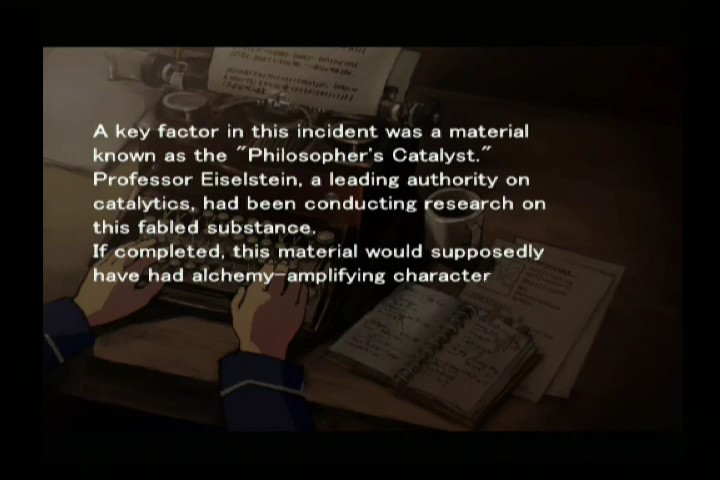 A key factor in this incident was a material
known as the "Philosopher's Catalyst."
Professor Eiselstein, a leading authority on
catalytics, had been conducting research on
this fabled substance.
If completed, this material would supposedly
have had alchemy-amplifying character